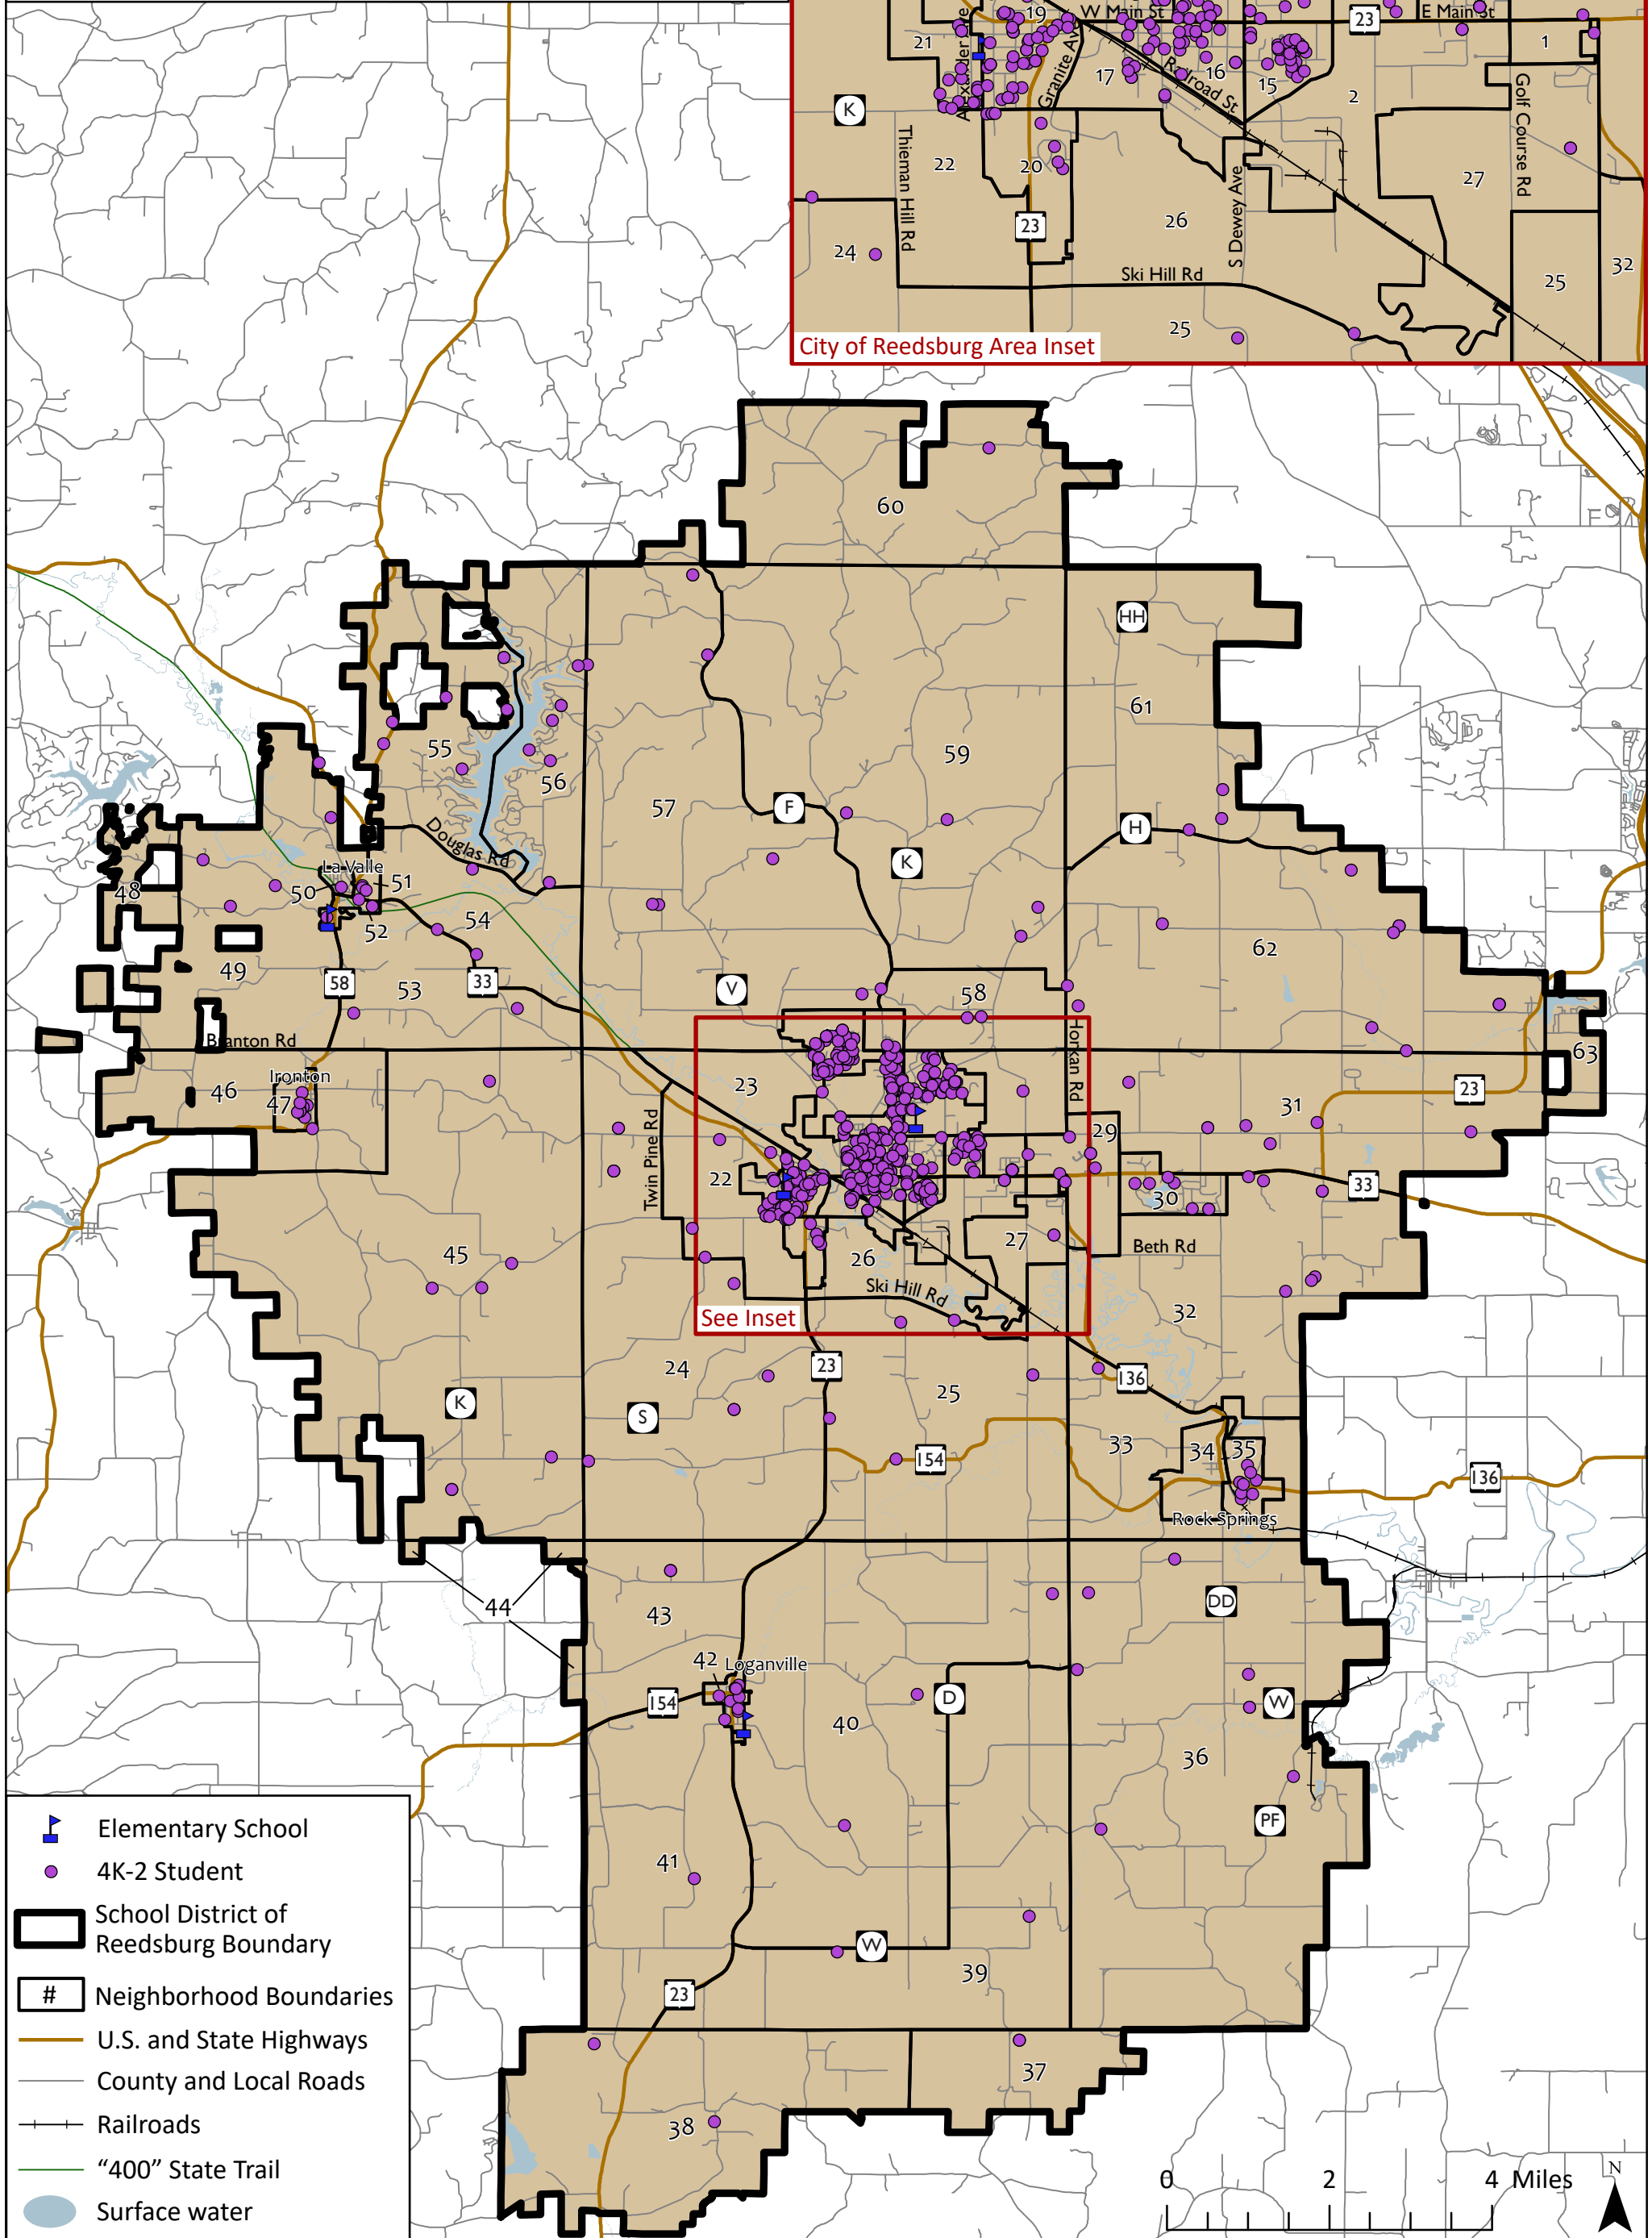 19
W Main St
23
E Main St
21
Alexander Ave
Granite Ave
17
Railroad St
16
15
2
1
K
Thieman Hill Rd
22
20
23
26
S Dewey Ave
Golf Course Rd
27
24
Ski Hill Rd
25
25
32
City of Reedsburg Area Inset
60
HH
61
55
56
59
57
F
H
K
Douglas Rd
La Valle
50
51
48
52
54
62
49
58
53
33
V
58
Branton Rd
Horkan Rd
63
46
Ironton
47
23
23
31
Twin Pine Rd
29
22
30
33
45
26
27
Beth Rd
Ski Hill Rd
See Inset
32
24
23
136
K
S
25
154
33
34
35
136
Rock Springs
44
43
DD
42
Loganville
154
D
40
W
36
PF
41
W
39
23
37
38
Elementary School
4K-2 Student
School District of
Reedsburg Boundary
#
Neighborhood Boundaries
U.S. and State Highways
County and Local Roads
Railroads
“400” State Trail
Surface water
0
2
4 Miles
N